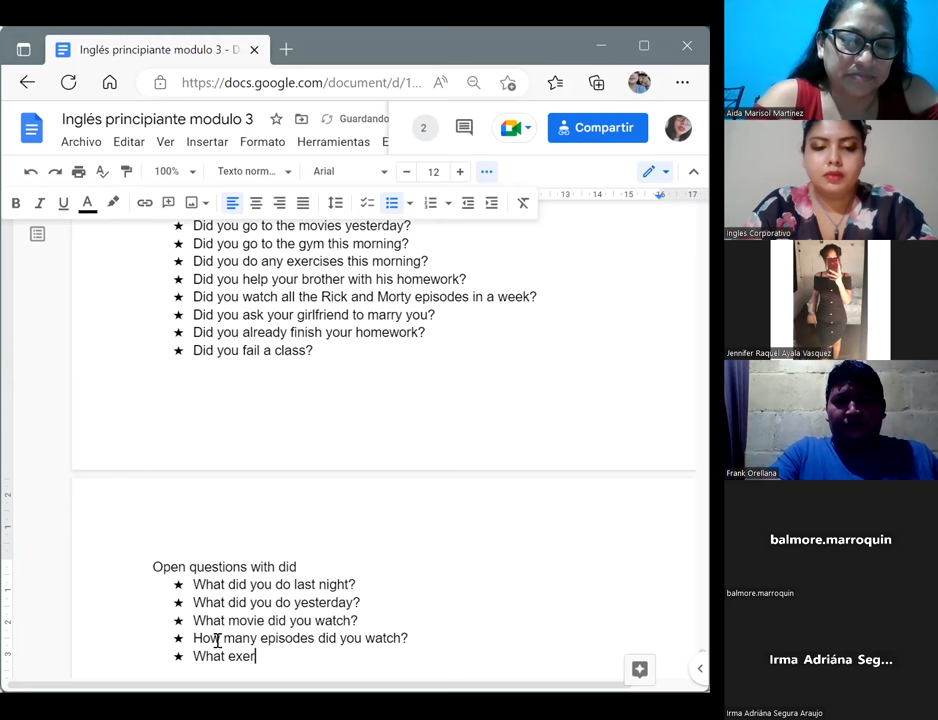 Inglés principiante modulo 3 - D
https://docs.google.com/document/d/1...
Inglés principiante modulo 3
Guardando
Archivo Editar Ver Insertar Formato Herramientas E
2
Compartir
100% Texto norm... Arial 12
13 14 15 16 17
B I U A
Did you go to the movies yesterday?
Did you go to the gym this morning?
Did you do any exercises this morning?
Did you help your brother with his homework?
Did you watch all the Rick and Morty episodes in a week?
Did you ask your girlfriend to marry you?
Did you already finish your homework?
Did you fail a class?
Open questions with did
What did you do last night?
What did you do yesterday?
What movie did you watch?
How many episodes did you watch?
What exer
Aida Marisol Martinez
Ingles Corporativo
Jennifer Raquel Ayala Vasquez
Frank Orellana
balmore.marroquin
balmore.marroquin
Irma Adriána Seg...
Irma Adriána Segura Araujo